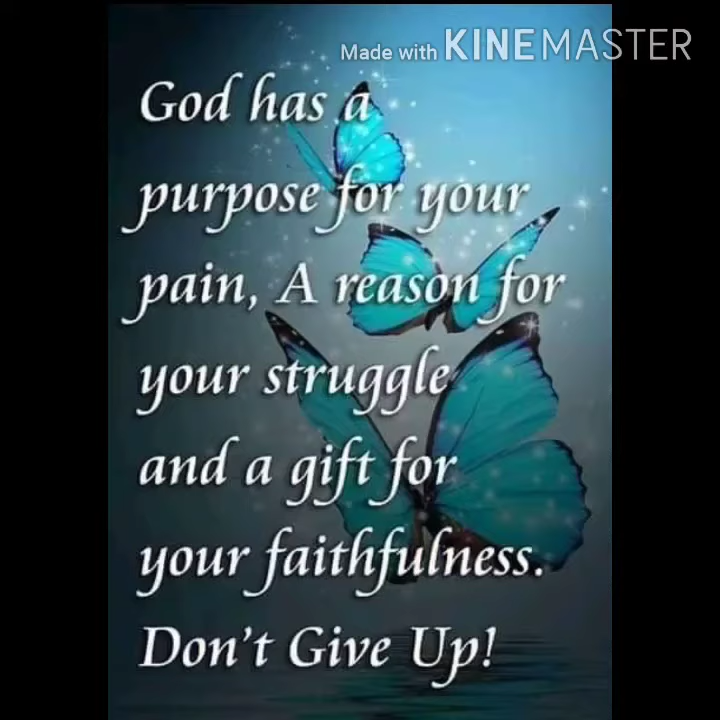 Made with KINEMASTER
God has a
purpose for your
pain, A reason for
your struggle
and a gift for
your faithfulness.
Don't Give Up!